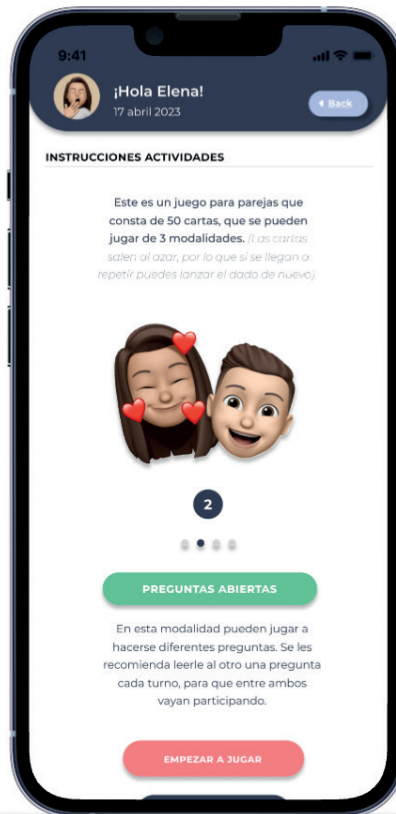 9:41
¡Hola Elena!
17 abril 2023
Back
INSTRUCCIONES ACTIVIDADES
Este es un juego para parejas que
consta de 50 cartas, que se pueden
jugar de 3 modalidades. (Las cartas
salen al azar, por lo que si se llegan a
repetir puedes lanzar el dado de nuevo)
2
PREGUNTAS ABIERTAS
En esta modalidad pueden jugar a
hacerse diferentes preguntas. Se les
recomienda leerle al otro una pregunta
cada turno, para que entre ambos
vayan participando.
EMPEZAR A JUGAR